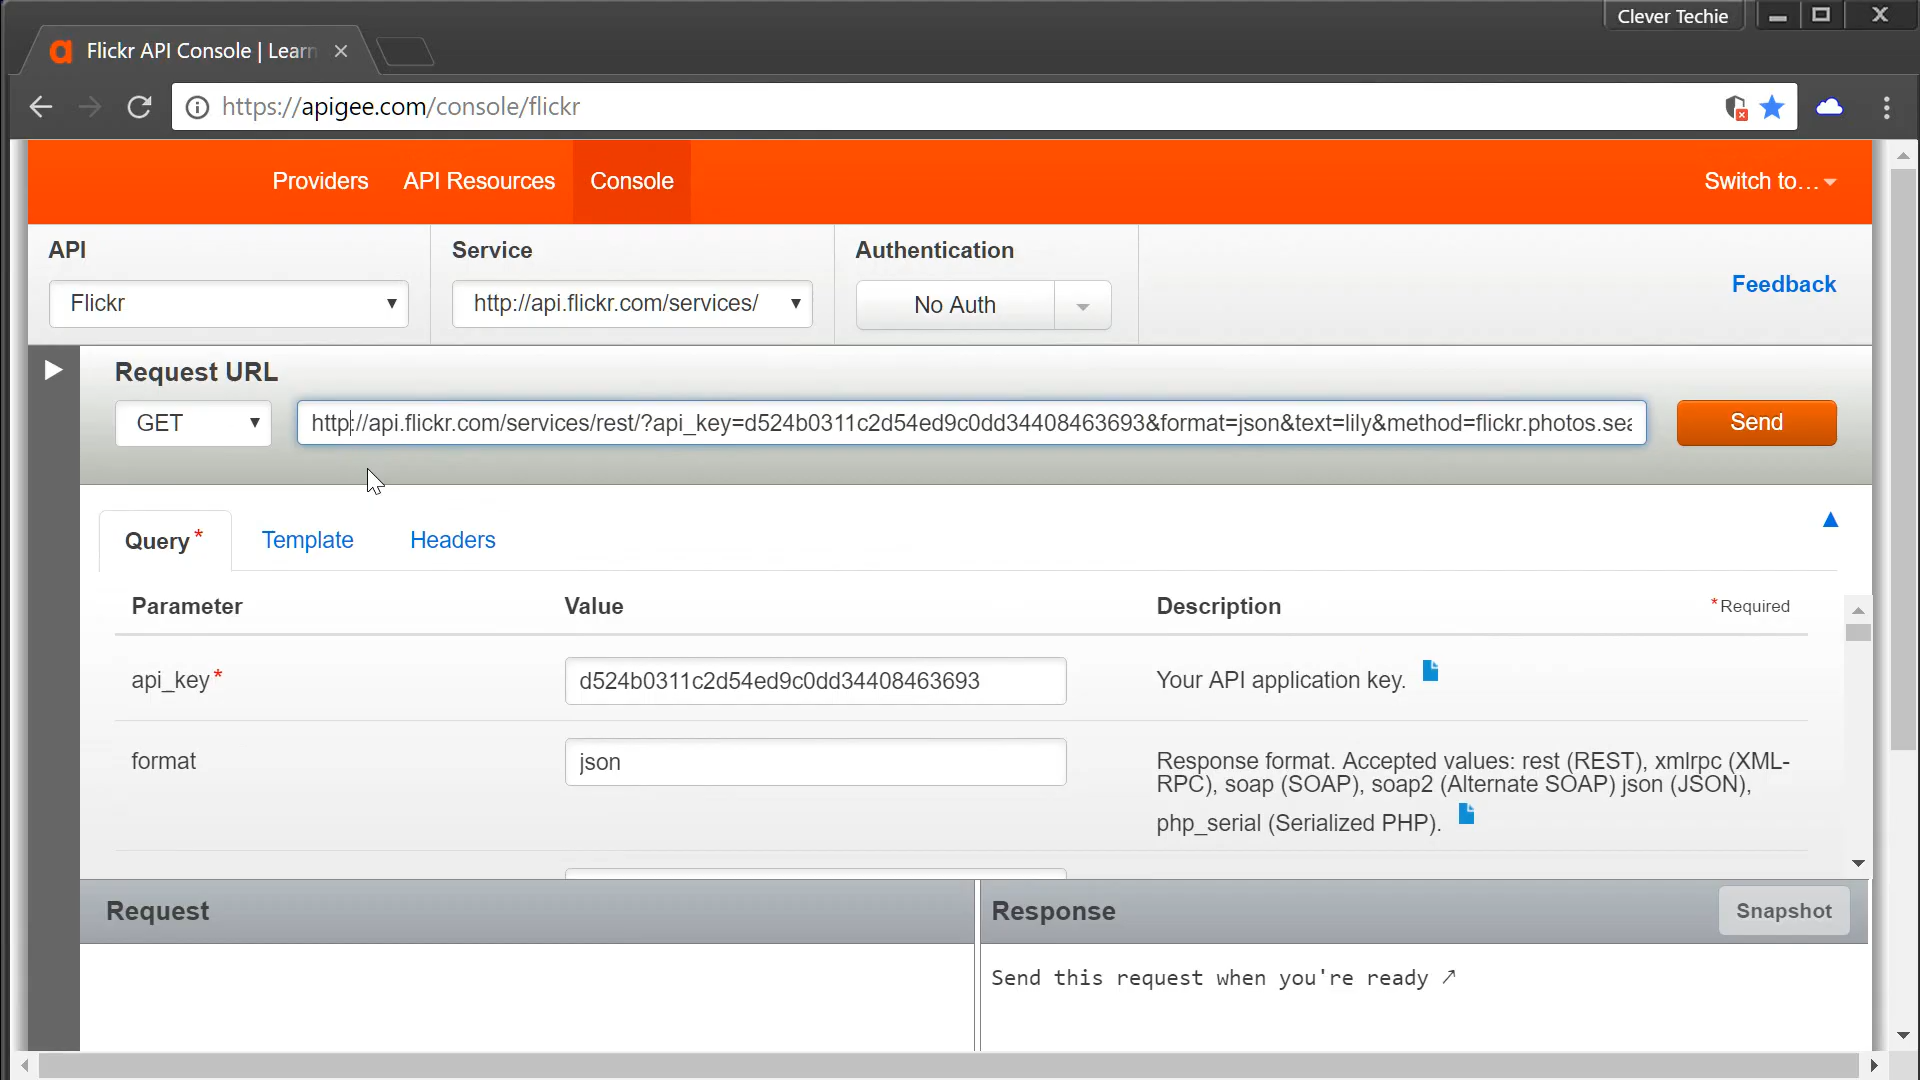 Clever Techie
Flickr API Console | Learn
https://apigee.com/console/flickr
Providers
API Resources
Console
Switch to...
API
Service
Authentication
Flickr
http://api.flickr.com/services/
No Auth
Feedback
Request URL
GET
http://api.flickr.com/services/rest/?api_key=d524b0311c2d54ed9c0dd34408463693&format=json&text=lily&method=flickr.photos.sea
Send
Query*
Template
Headers
Parameter
Value
Description
*Required
api_key*
d524b0311c2d54ed9c0dd34408463693
Your API application key.
format
json
Response format. Accepted values: rest (REST), xmlrpc (XML-
RPC), soap (SOAP), soap2 (Alternate SOAP) json (JSON),
php_serial (Serialized PHP).
Request
Response
Snapshot
Send this request when you're ready ↗